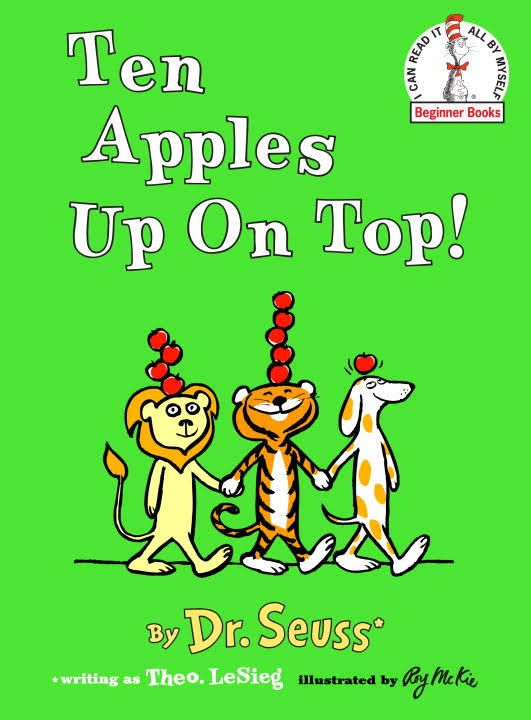 Ten
Apples
Up On Top!
I CAN READ IT ALL BY MYSELF
Beginner Books
By Dr. Seuss*
*writing as Theo. LeSieg illustrated by Roy McKie